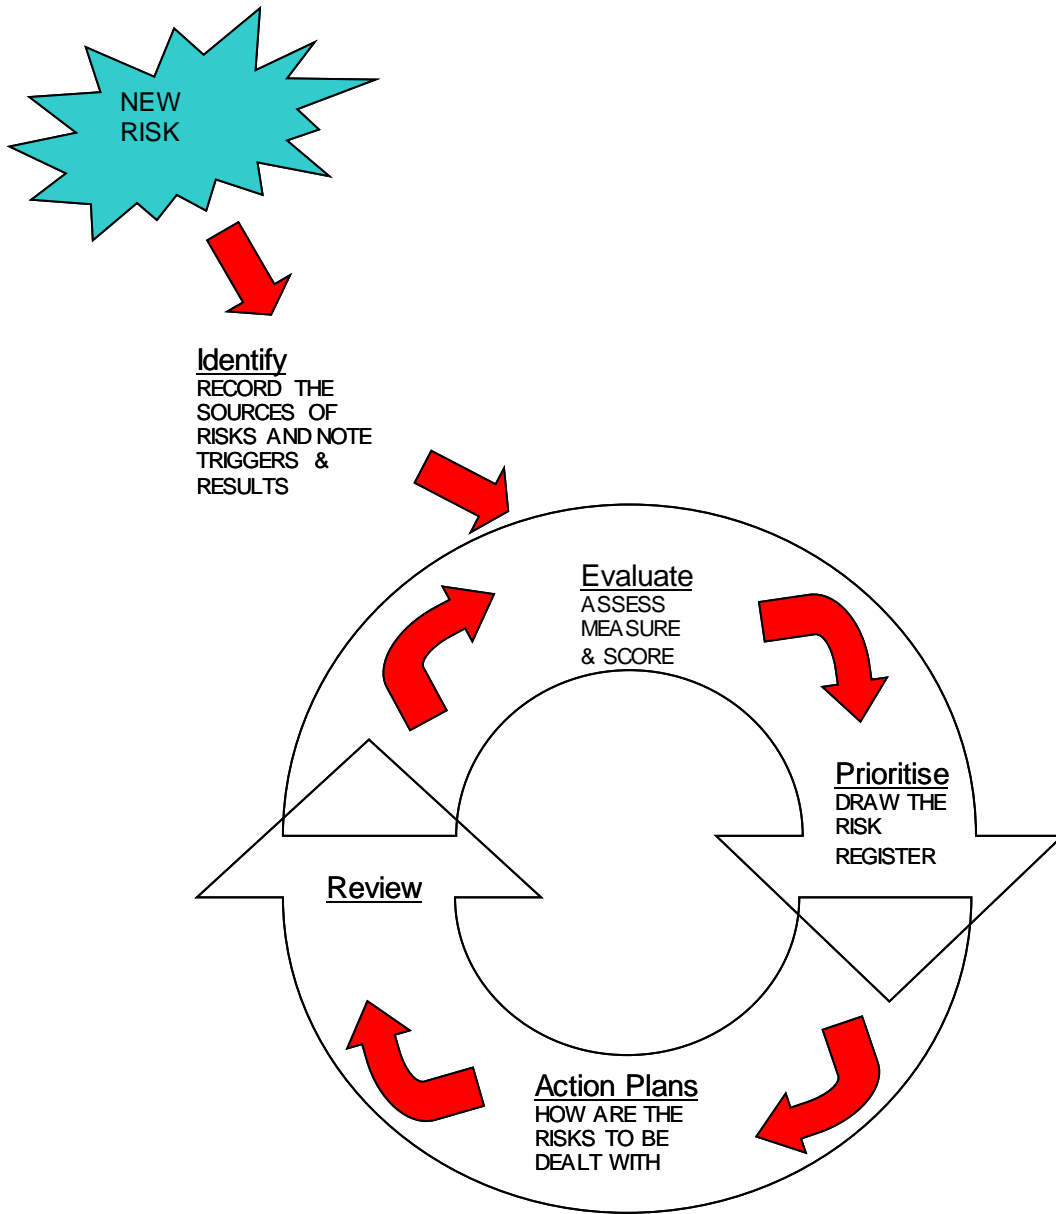 NEW
RISK
Identify
RECORD THE
SOURCES OF
RISKS AND NOTE
TRIGGERS &
RESULTS
Evaluate
ASSESS
MEASURE
& SCORE
Prioritise
DRAW THE
RISK
REGISTER
Review
Action Plans
HOW ARE THE
RISKS TO BE
DEALT WITH